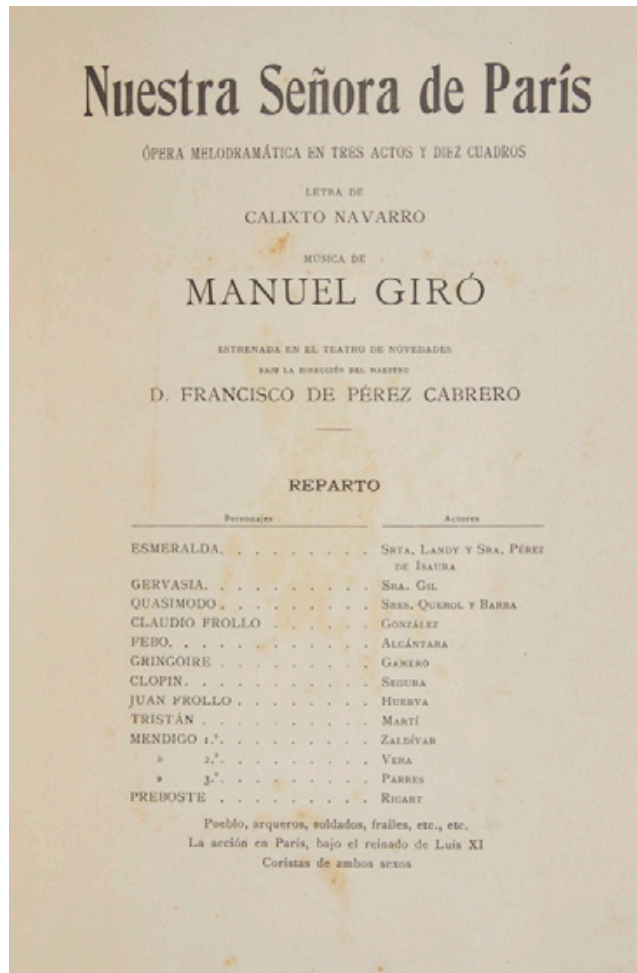 Nuestra Señora de París
ÓPERA MELODRAMÁTICA EN TRES ACTOS Y DIEZ CUADROS
LETRA DE
CALIXTO NAVARRO
MÚSICA DE
MANUEL GIRÓ
ESTRENADA EN EL TEATRO DE NOVEDADES
BAJO LA DIRECCIÓN DEL MAESTRO
D. FRANCISCO DE PÉREZ CABRERO
REPARTO
Personajes Actores
ESMERALDA. . . . . . . . . SRTA. LANDY Y SRA. PÉREZ
DE ISAURA
GERVASIA. . . . . . . . . . SRA. GIL
QUASIMODO . . . . . . . . . SRES. QUEROL Y BARBA
CLAUDIO FROLLO . . . . . . GONZÁLEZ
FEBO. . . . . . . . . . . . ALCÁNTARA
GRINGOIRE . . . . . . . . . GAMERO
CLOPIN. . . . . . . . . . . SEGURA
JUAN FROLLO . . . . . . . . HUERVA
TRISTÁN . . . . . . . . . . MARTÍ
MENDIGO 1.º. . . . . . . . ZALDÍVAR
» 2.º. . . . . . . . VERA
» 3.º. . . . . . . . PARRES
PREBOSTE . . . . . . . . . RICART
Pueblo, arqueros, soldados, frailes, etc., etc.
La acción en París, bajo el reinado de Luis XI
Coristas de ambos sexos